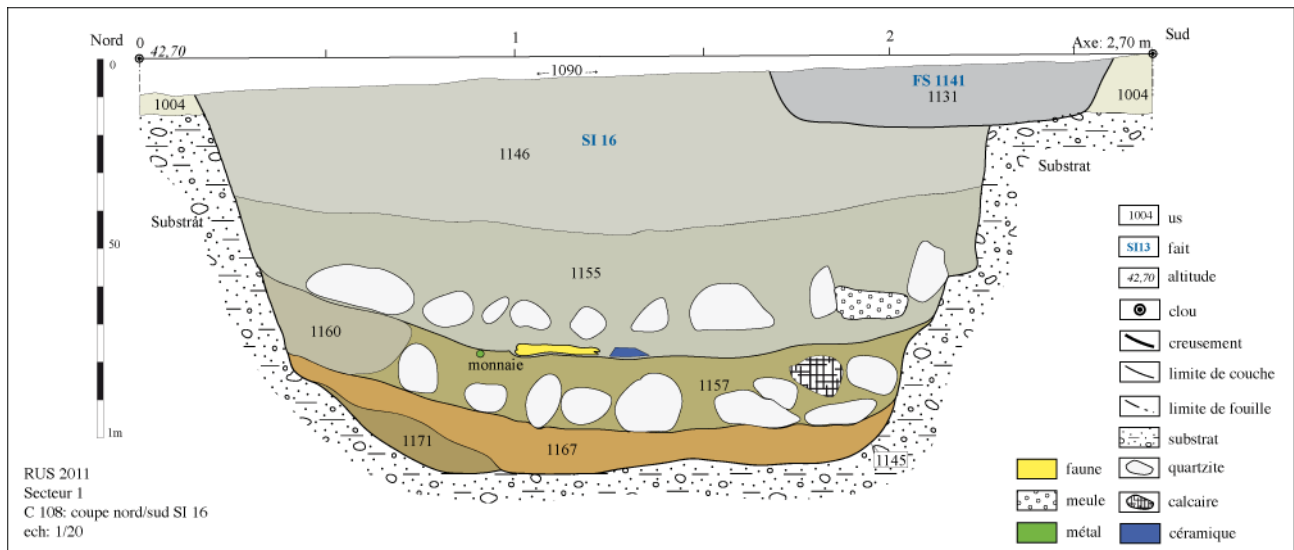 Nord
0
42,70
1
2
Axe: 2,70 m
Sud
0
←1090→
FS 1141
1131
1004
1004
SI 16
1146
Substrat
Substrat
50
1155
1160
monnaie
1157
1m
1171
1167
1145
RUS 2011
Secteur 1
C 108: coupe nord/sud SI 16
ech: 1/20
1004 us
SI13 fait
42,70 altitude
clou
creusement
limite de couche
limite de fouille
substrat
faune
quartzite
meule
calcaire
métal
céramique